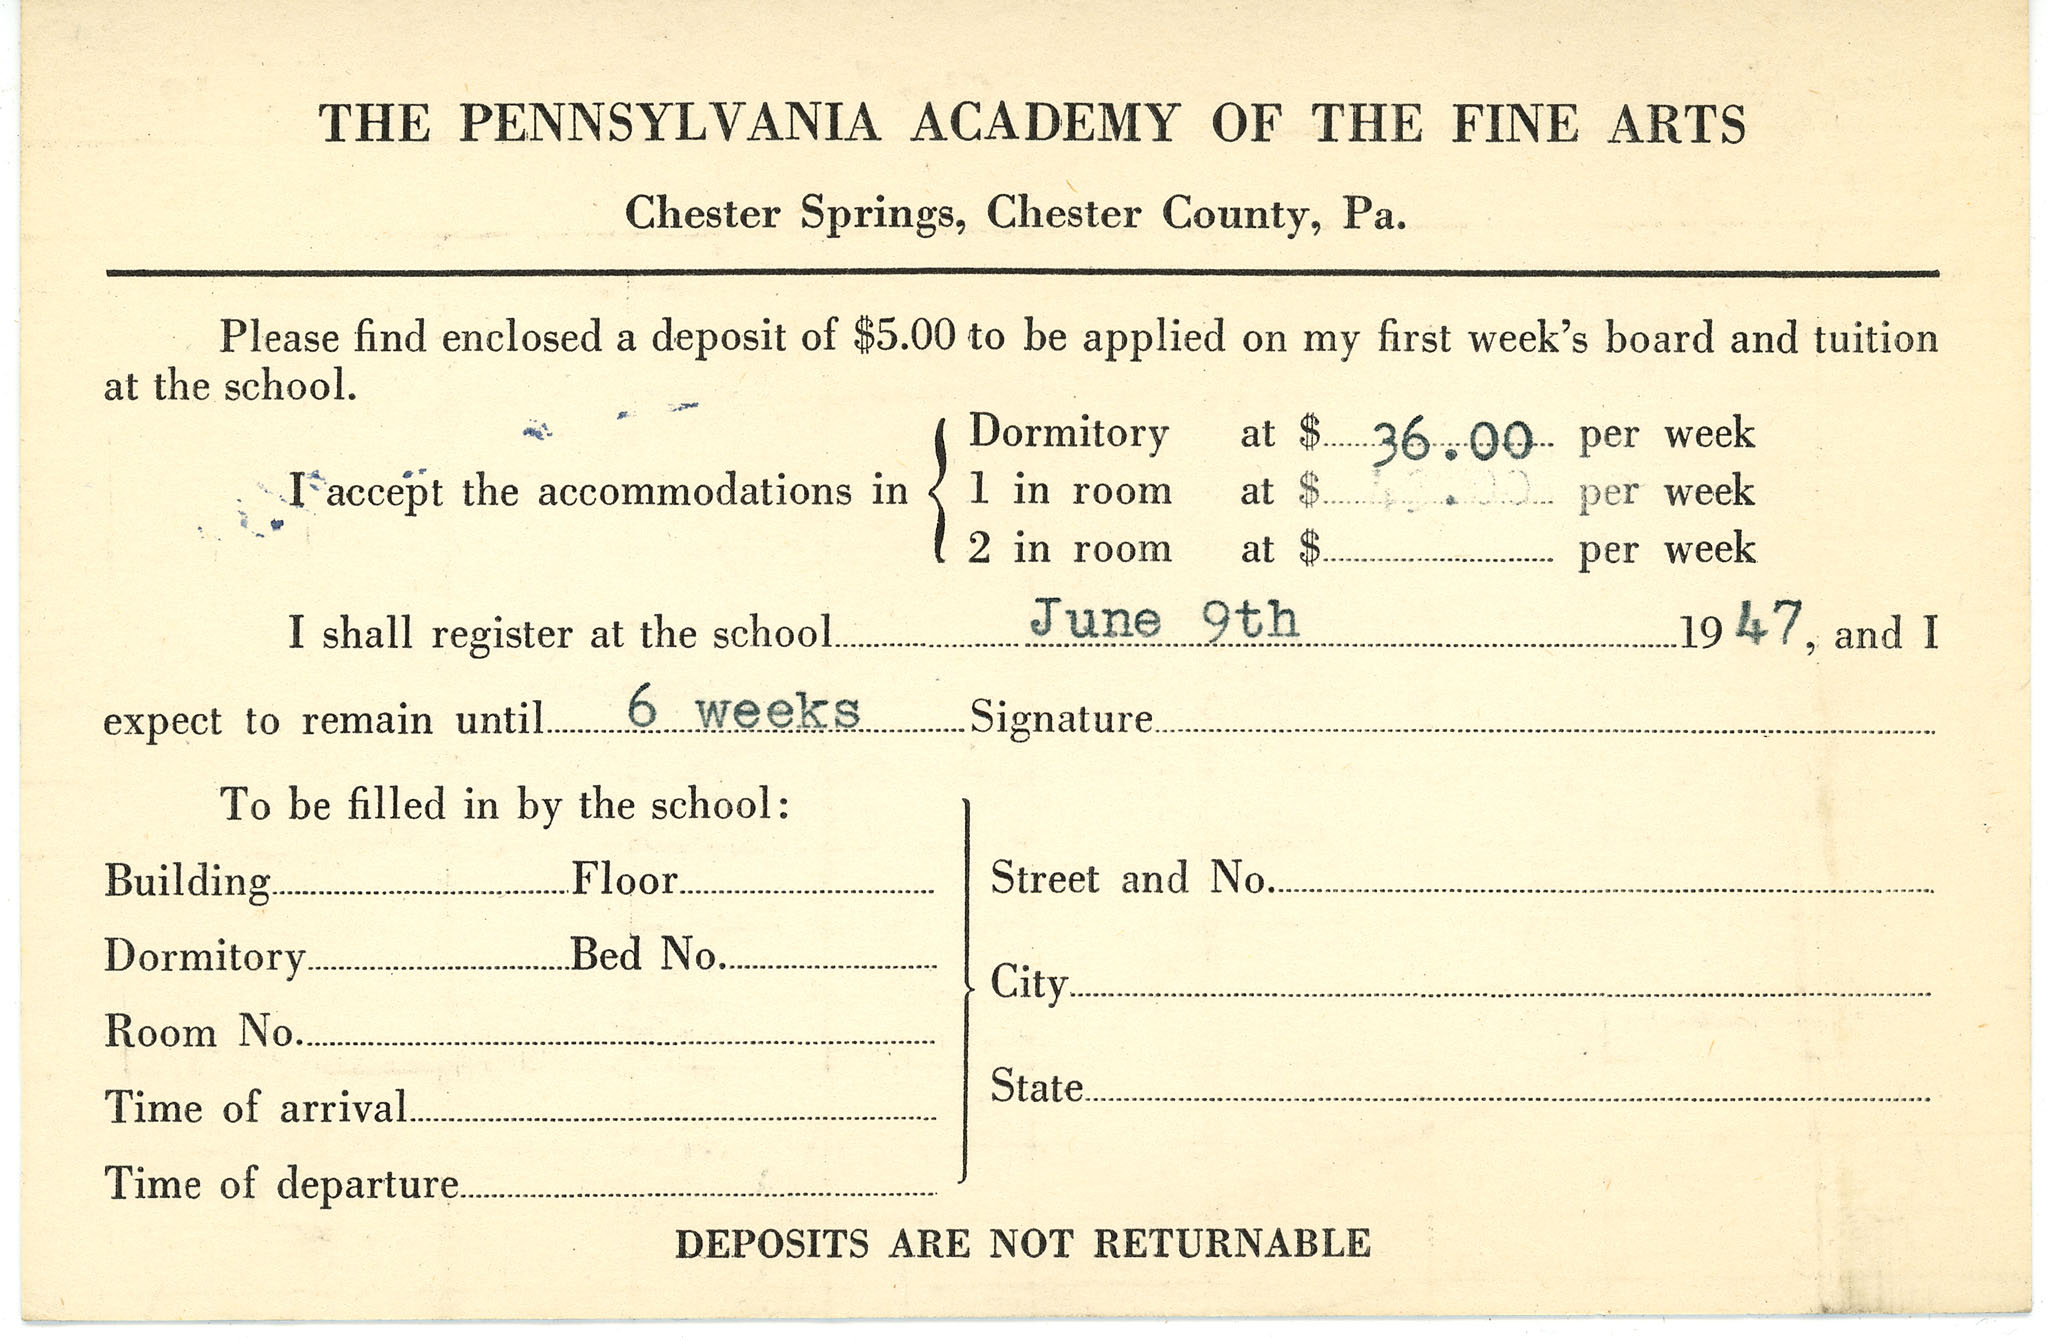 THE PENNSYLVANIA ACADEMY OF THE FINE ARTS
Chester Springs, Chester County, Pa.
Please find enclosed a deposit of $5.00 to be applied on my first week's board and tuition
at the school.
I accept the accommodations in
Dormitory at $ 36.00 per week
1 in room at $ per week
2 in room at $ per week
I shall register at the school June 9th 1947, and I
expect to remain until 6 weeks Signature
To be filled in by the school:
Building Floor
Dormitory Bed No.
Room No.
Time of arrival
Time of departure
Street and No.
City
State
DEPOSITS ARE NOT RETURNABLE